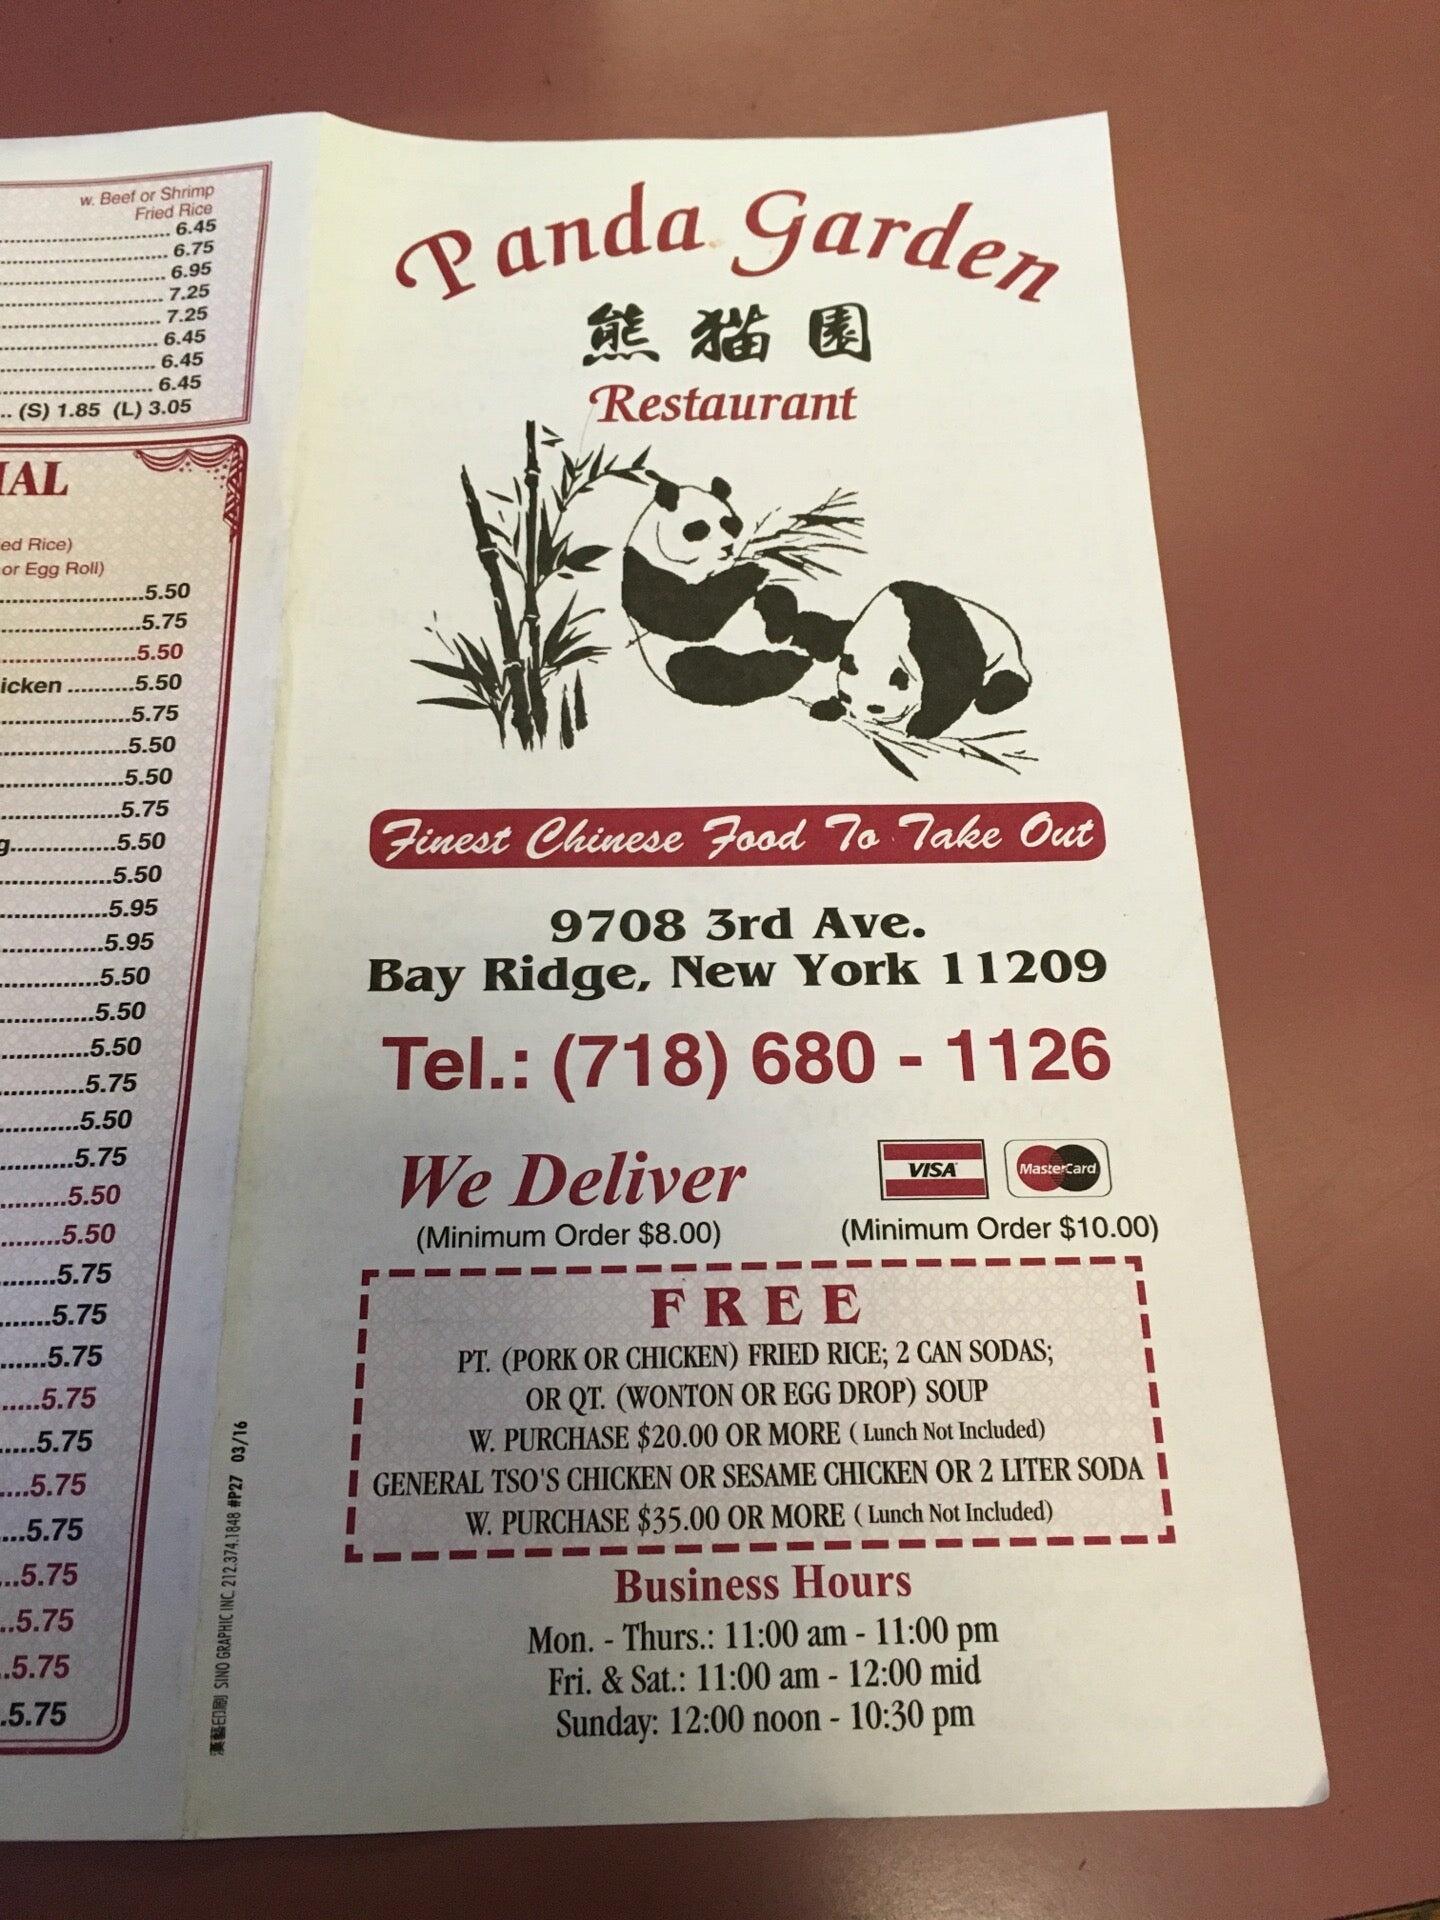 w. Beef or Shrimp
Fried Rice
6.45
6.75
6.95
7.25
7.25
6.45
6.45
6.45
(S) 1.85 (L) 3.05
IAL
ed Rice)
or Egg Roll)
5.50
5.75
5.50
icken 5.50
5.75
5.50
5.50
5.75
g 5.50
5.50
5.95
5.95
5.50
5.50
5.50
5.75
5.50
5.75
5.50
5.50
5.75
5.75
5.75
5.75
5.75
5.75
5.75
5.75
5.75
5.75
5.75
漢藝印刷 SINO GRAPHIC INC. 212.374.1848 #P27 03/16
Panda Garden
熊猫園
Restaurant
Finest Chinese Food To Take Out
9708 3rd Ave.
Bay Ridge, New York 11209
Tel.: (718) 680 - 1126
We Deliver
(Minimum Order $8.00)
VISA MasterCard
(Minimum Order $10.00)
FREE
PT. (PORK OR CHICKEN) FRIED RICE; 2 CAN SODAS;
OR QT. (WONTON OR EGG DROP) SOUP
W. PURCHASE $20.00 OR MORE ( Lunch Not Included)
GENERAL TSO'S CHICKEN OR SESAME CHICKEN OR 2 LITER SODA
W. PURCHASE $35.00 OR MORE ( Lunch Not Included)
Business Hours
Mon. - Thurs.: 11:00 am - 11:00 pm
Fri. & Sat.: 11:00 am - 12:00 mid
Sunday: 12:00 noon - 10:30 pm